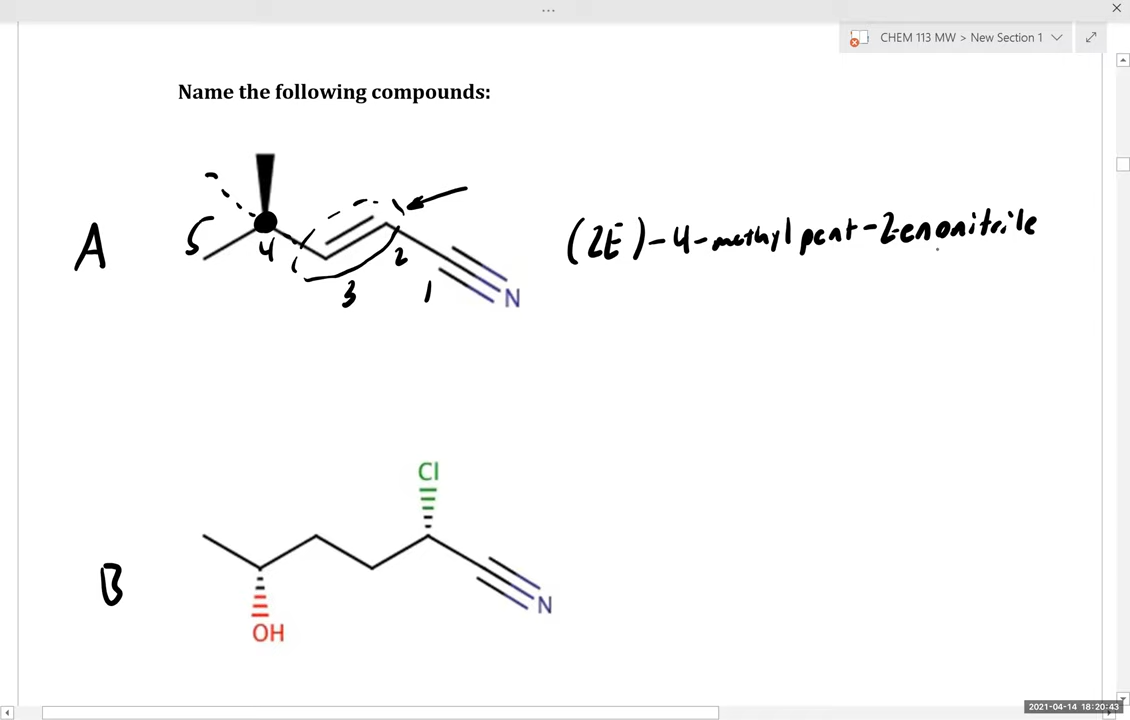 CHEM 113 MW > New Section 1
Name the following compounds:
A
5
4
3
2
1
N
(2E)-4-methylpent-2-enonitrile
Cl
B
N
OH
2021-04-14 18:20:43